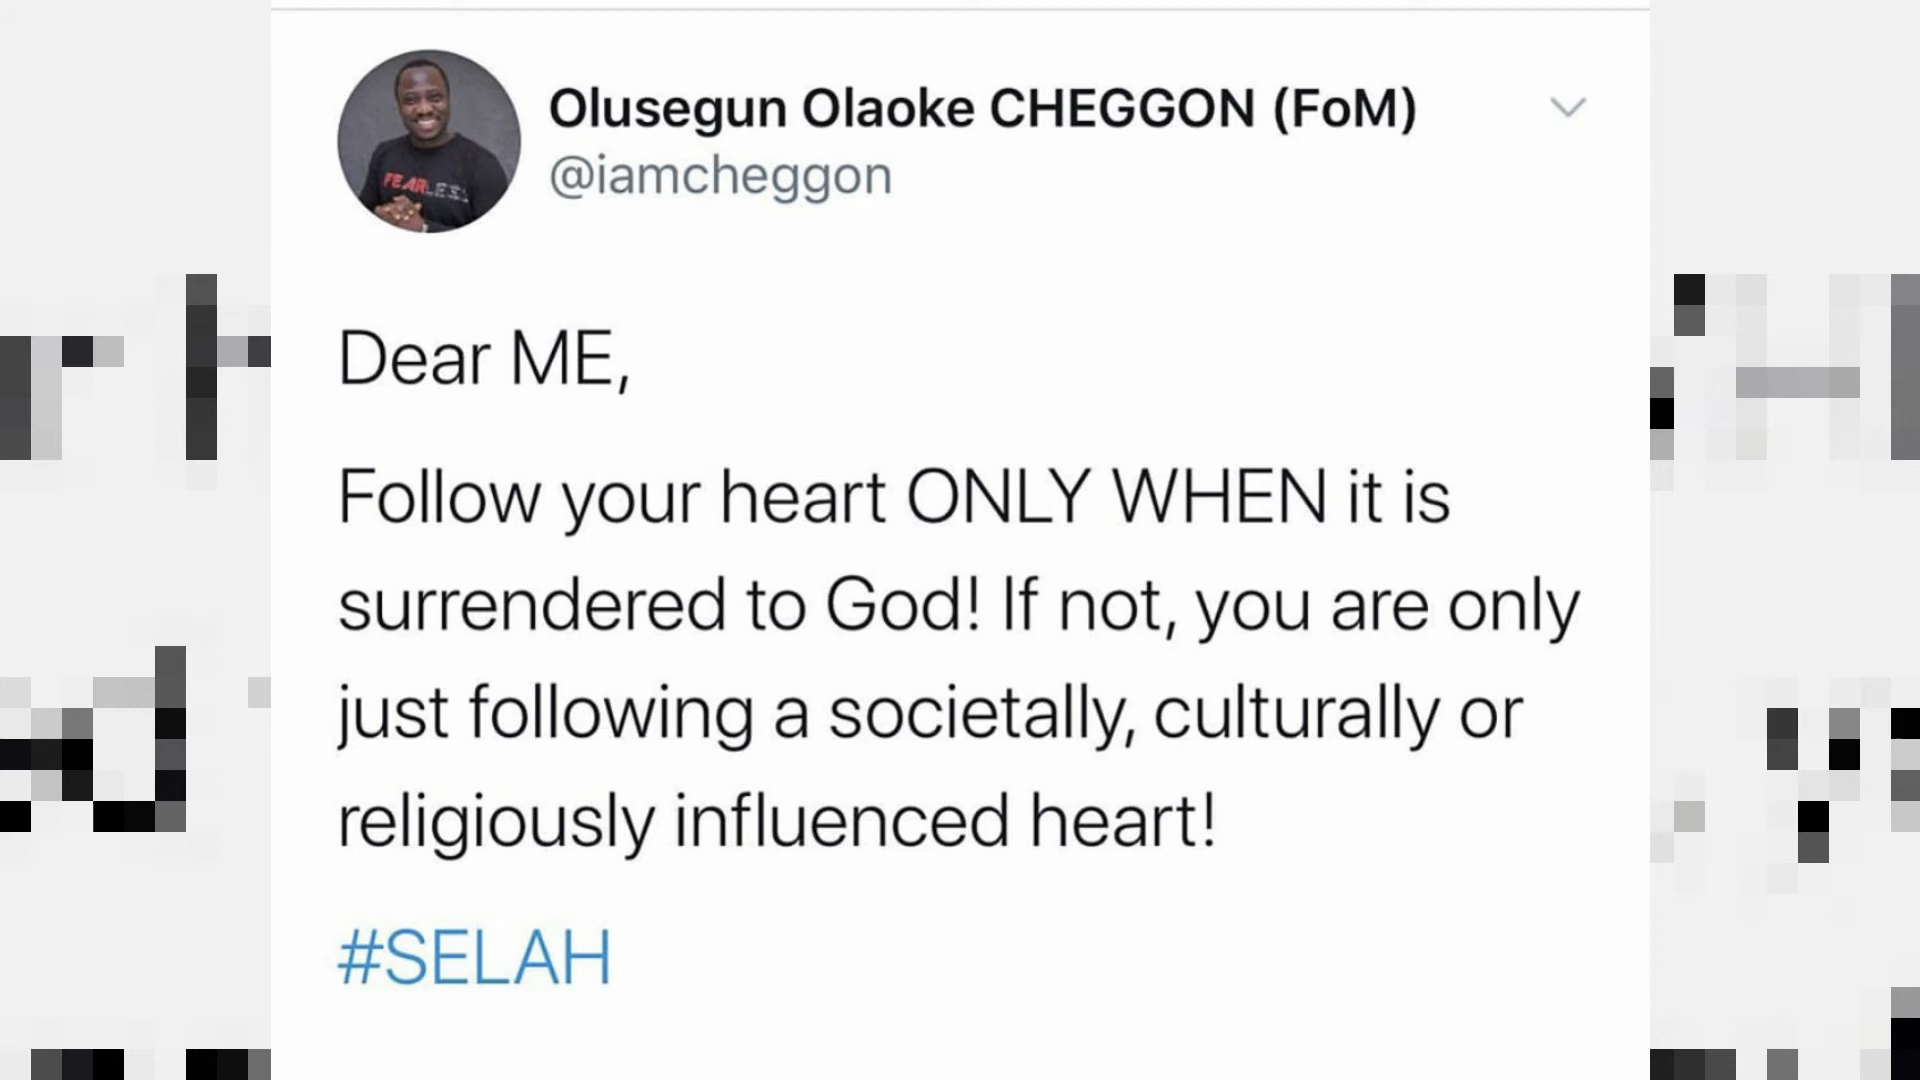 Olusegun Olaoke CHEGGON (FoM)
@iamcheggon
FEARLESS
Dear ME,
Follow your heart ONLY WHEN it is
surrendered to God! If not, you are only
just following a societally, culturally or
religiously influenced heart!
#SELAH